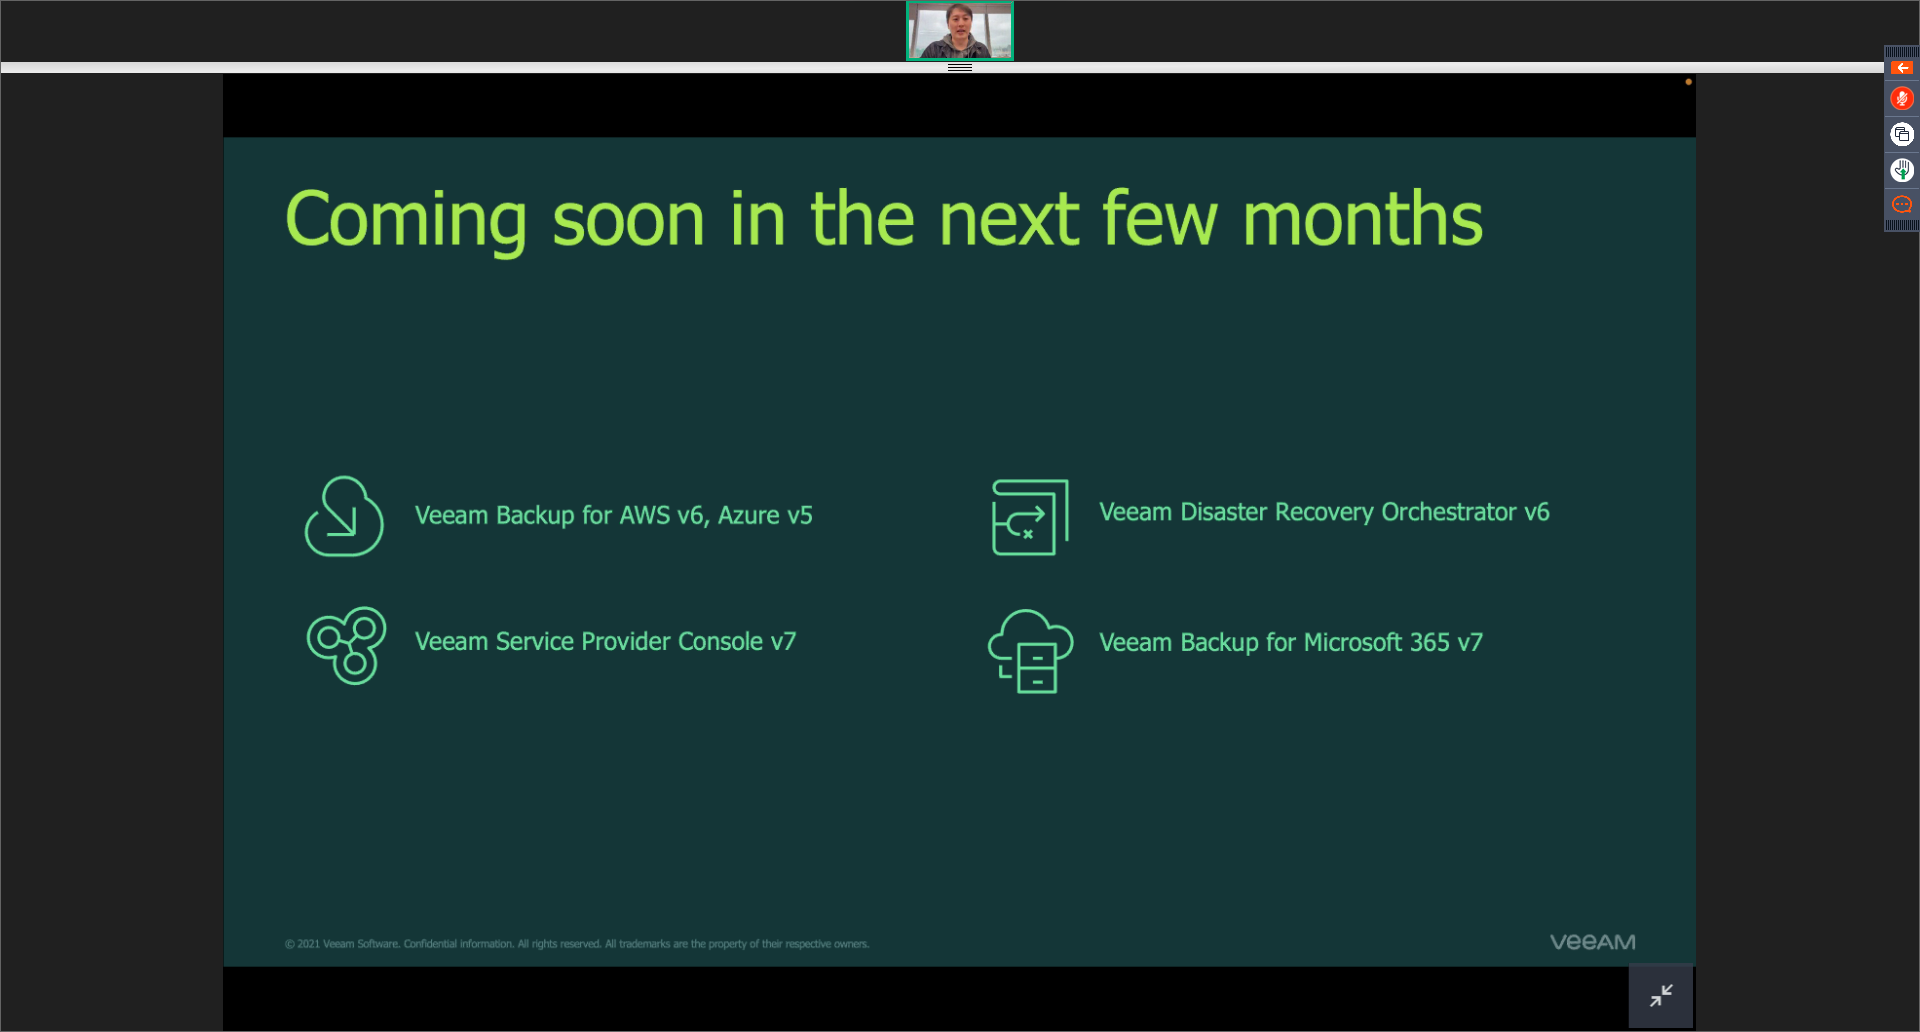 Coming soon in the next few months
Veeam Backup for AWS v6, Azure v5
Veeam Disaster Recovery Orchestrator v6
Veeam Service Provider Console v7
Veeam Backup for Microsoft 365 v7
© 2021 Veeam Software. Confidential information. All rights reserved. All trademarks are the property of their respective owners.
VeeAM